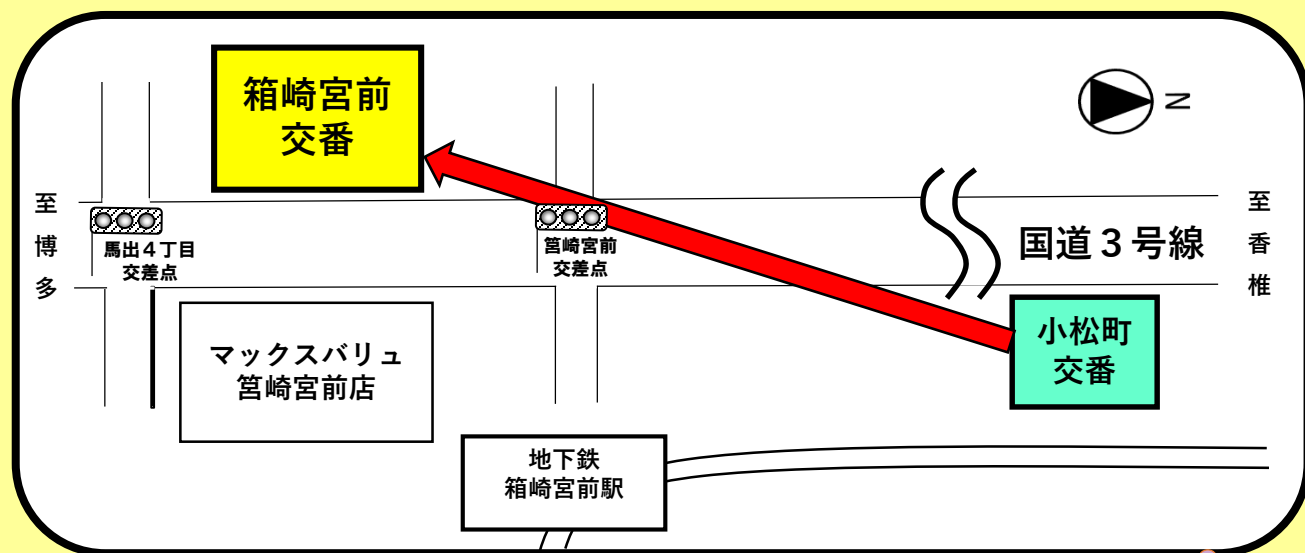 箱崎宮前
交番
N
至博多
馬出4丁目
交差点
筥崎宮前
交差点
国道3号線
至香椎
マックスバリュ
筥崎宮前店
小松町
交番
地下鉄
箱崎宮前駅